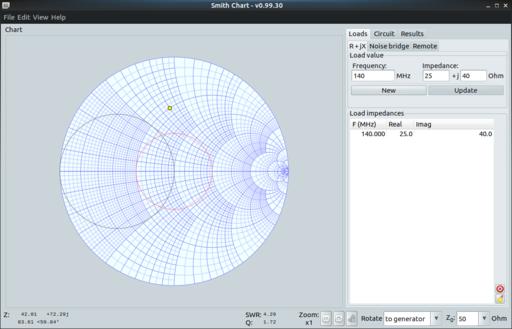 Smith Chart - v0.99.30
File Edit View Help
Chart
Loads Circuit Results
R + jX Noise bridge Remote
Load value
Frequency: Impedance:
140 MHz 25 + j 40 Ohm
New Update
Load impedances
F (MHz) Real Imag
140.000 25.0 40.0
Z: 42.01 +72.29j
83.61 <59.84°
SWR: 4.29
Q: 1.72
Zoom:
x1
Rotate to generator Z0: 50 Ohm